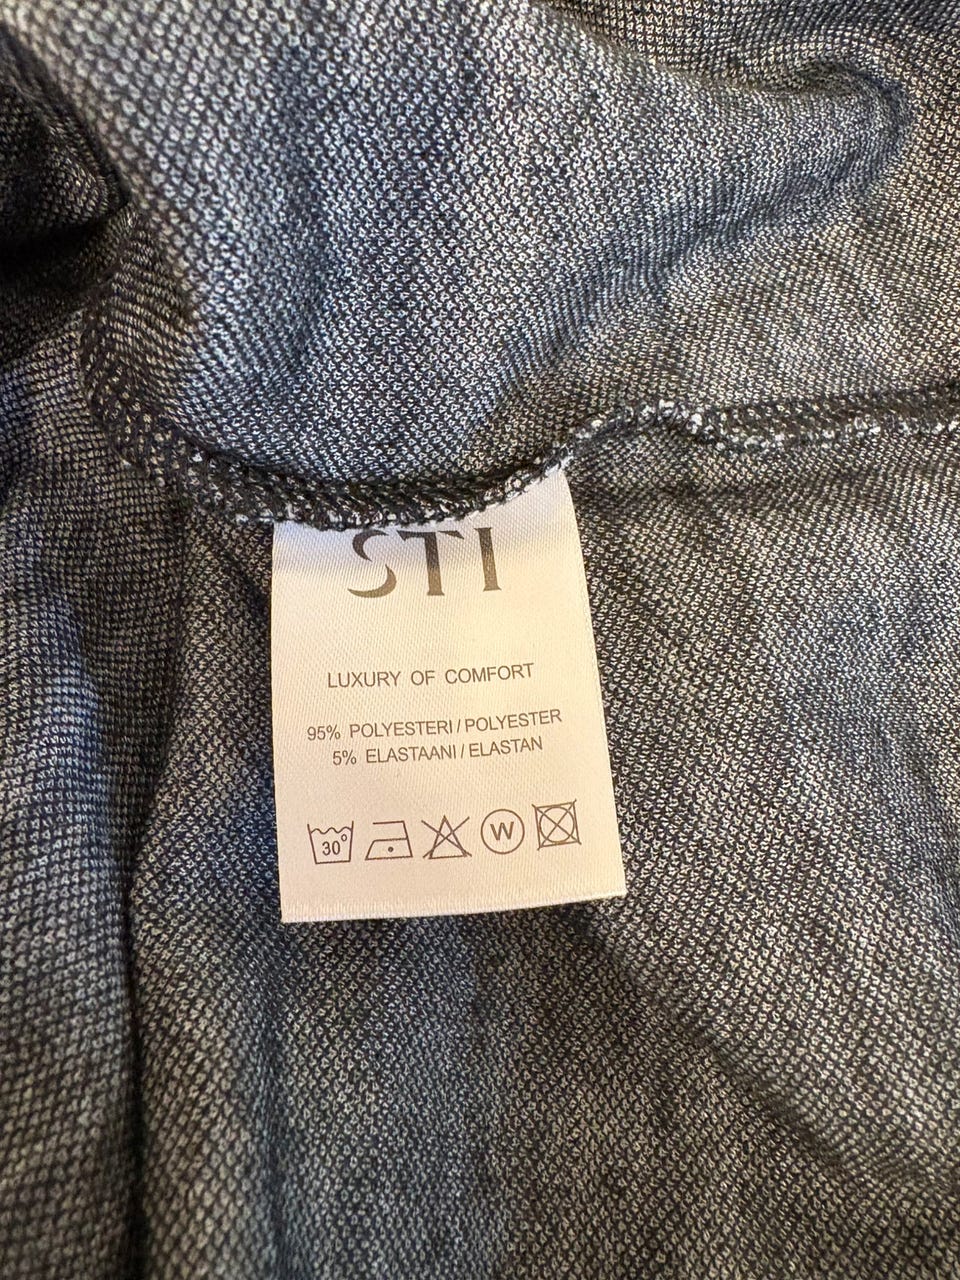 STI
LUXURY OF COMFORT
95% POLYESTERI / POLYESTER
5% ELASTAANI / ELASTAN
30° W